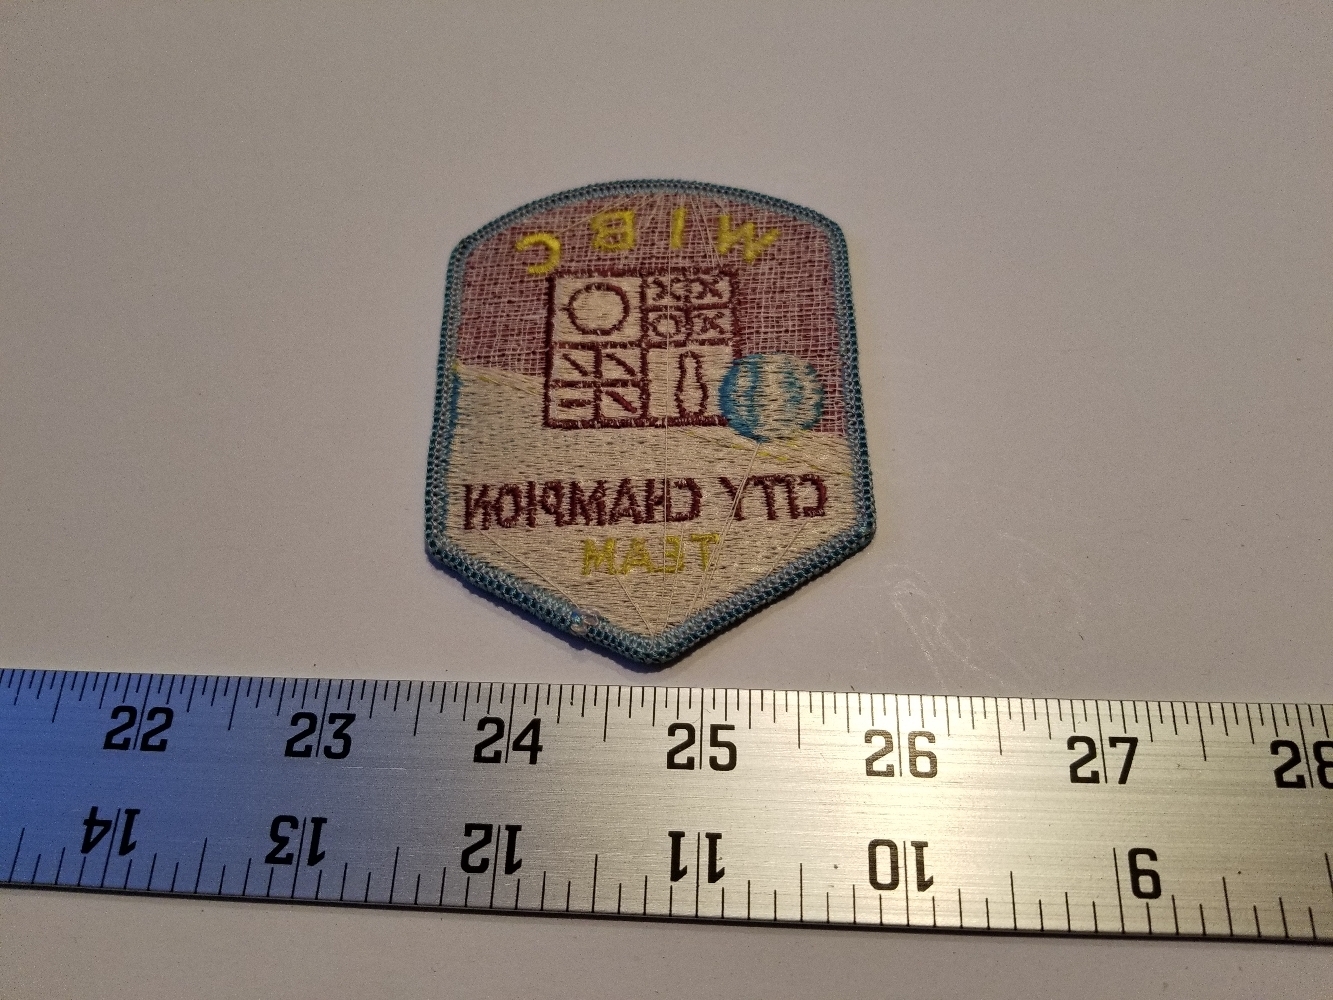 WIBC
CITY CHAMPION
TEAM
22 23 24 25 26 27 28
14 13 12 11 10 9